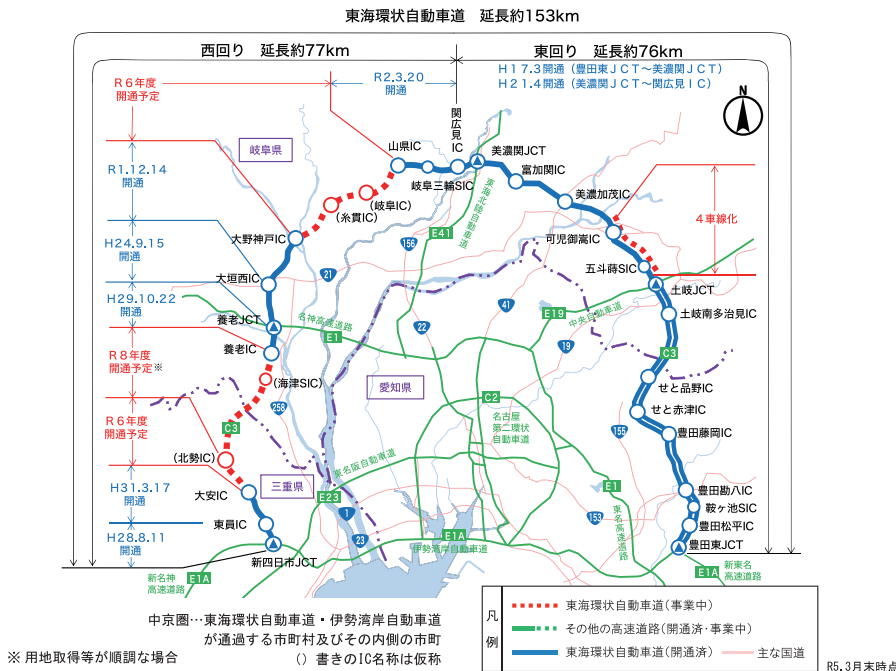 東海環状自動車道　延長約153km
西回り　延長約77km
東回り　延長約76km
H17.3開通（豊田東JCT～美濃関JCT）
H21.4開通（美濃関JCT～関広見IC）
R2.3.20
開通
R6年度
開通予定
R1.12.14
開通
H24.9.15
開通
H29.10.22
開通
R8年度
開通予定※
R6年度
開通予定
H31.3.17
開通
H28.8.11
開通
N
4車線化
岐阜県
愛知県
三重県
関広見IC
山県IC
岐阜三輪SIC
美濃関JCT
富加関IC
美濃加茂IC
可児御嵩IC
五斗蒔SIC
土岐JCT
土岐南多治見IC
せと品野IC
せと赤津IC
豊田藤岡IC
豊田勘八IC
鞍ヶ池SIC
豊田松平IC
豊田東JCT
（岐阜IC）
（糸貫IC）
大野神戸IC
大垣西IC
養老JCT
養老IC
（海津SIC）
（北勢IC）
大安IC
東員IC
新四日市JCT
東海北陸自動車道
E41
156
21
22
41
E19
中央自動車道
19
名神高速道路
E1
C3
258
C3
C2
名古屋
第二環状
自動車道
155
東名阪自動車道
E23
1
23
E1
東名高速道路
153
E1A
伊勢湾岸自動車道
新名神
高速道路
E1A
E1A
新東名
高速道路
中京圏…東海環状自動車道・伊勢湾岸自動車道
が通過する市町村及びその内側の市町
（）書きのIC名称は仮称
※ 用地取得等が順調な場合
凡例
東海環状自動車道（事業中）
その他の高速道路（開通済・事業中）
東海環状自動車道（開通済）
主な国道
R5.3月末時点